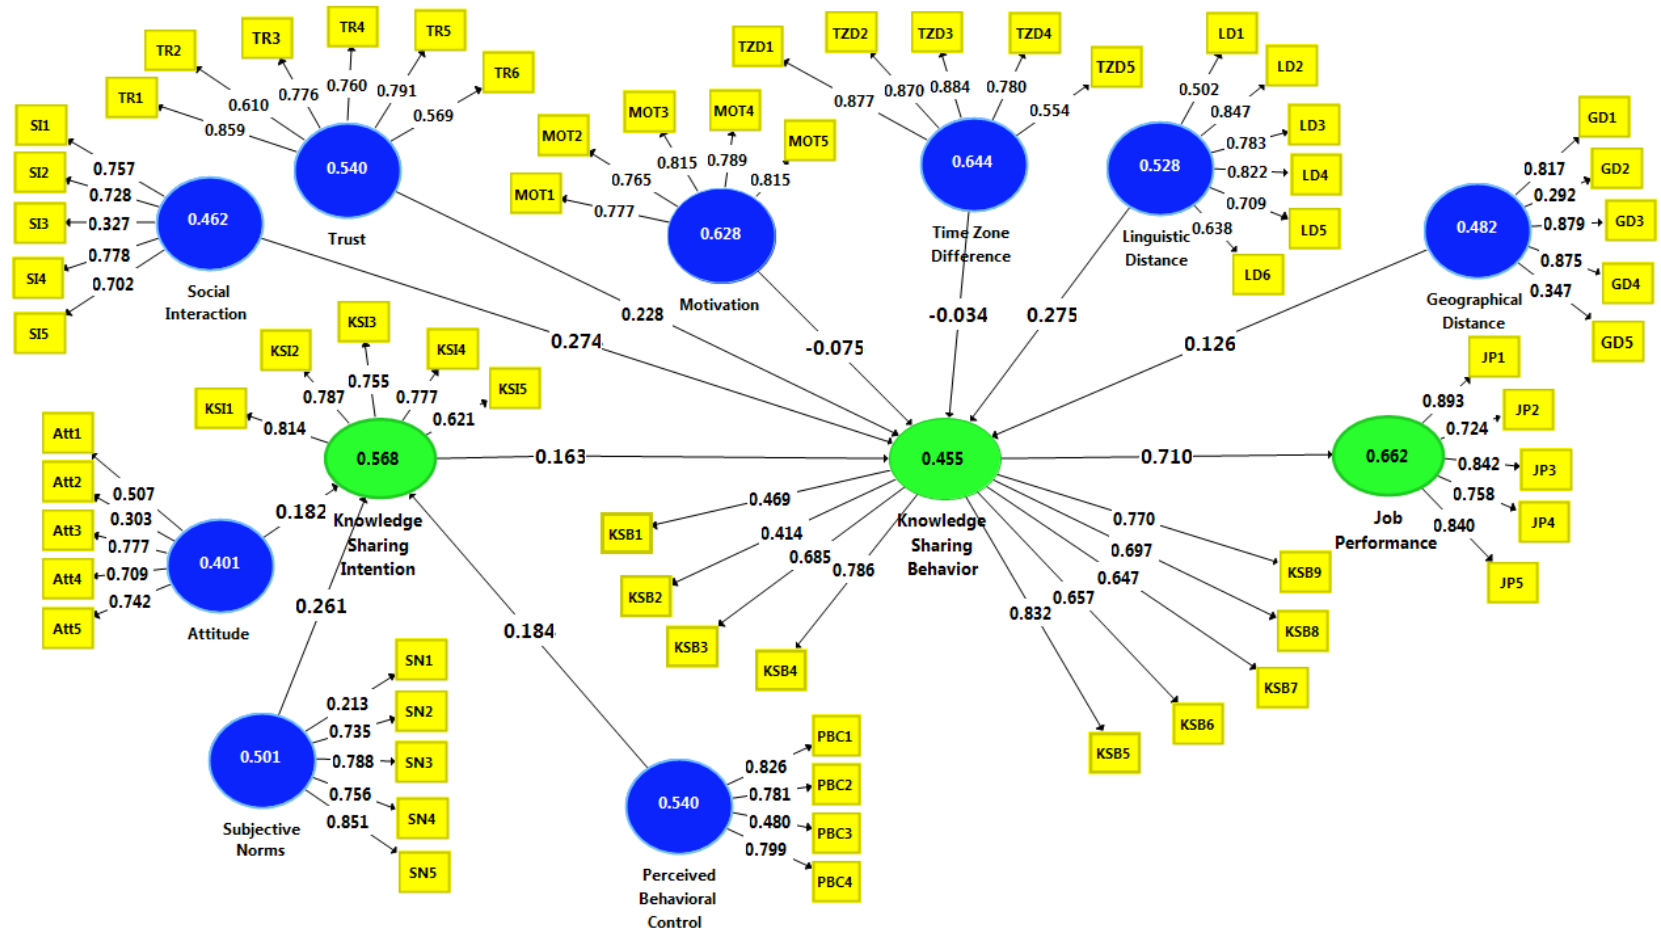 TR1
TR2
TR3
TR4
TR5
TR6
0.859
0.610
0.776
0.760
0.791
0.569
0.540
Trust
SI1
SI2
SI3
SI4
SI5
0.757
0.728
0.327
0.778
0.702
0.462
Social
Interaction
MOT1
MOT2
MOT3
MOT4
MOT5
0.777
0.765
0.815
0.789
0.815
0.628
Motivation
TZD1
TZD2
TZD3
TZD4
TZD5
0.877
0.870
0.884
0.780
0.554
0.644
Time Zone
Difference
LD1
LD2
LD3
LD4
LD5
LD6
0.502
0.847
0.783
0.822
0.709
0.638
0.528
Linguistic
Distance
GD1
GD2
GD3
GD4
GD5
0.817
0.292
0.879
0.875
0.347
0.482
Geographical
Distance
0.274
0.228
-0.075
-0.034
0.275
0.126
KSI1
KSI2
KSI3
KSI4
KSI5
0.814
0.787
0.755
0.777
0.621
0.568
Knowledge
Sharing
Intention
0.163
0.455
Knowledge
Sharing
Behavior
0.710
JP1
JP2
JP3
JP4
JP5
0.893
0.724
0.842
0.758
0.840
0.662
Job
Performance
Att1
Att2
Att3
Att4
Att5
0.507
0.303
0.777
0.709
0.742
0.401
Attitude
0.182
0.261
0.184
KSB1
KSB2
KSB3
KSB4
KSB5
KSB6
KSB7
KSB8
KSB9
0.469
0.414
0.685
0.786
0.832
0.657
0.647
0.697
0.770
SN1
SN2
SN3
SN4
SN5
0.213
0.735
0.788
0.756
0.851
0.501
Subjective
Norms
PBC1
PBC2
PBC3
PBC4
0.826
0.781
0.480
0.799
0.540
Perceived
Behavioral
Control